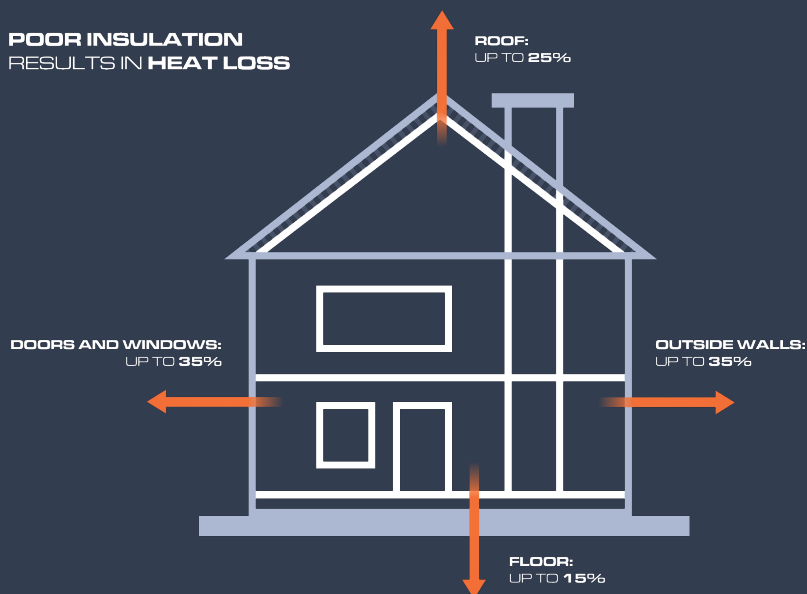 POOR INSULATION
RESULTS IN HEAT LOSS
ROOF:
UP TO 25%
DOORS AND WINDOWS:
UP TO 35%
OUTSIDE WALLS:
UP TO 35%
FLOOR:
UP TO 15%